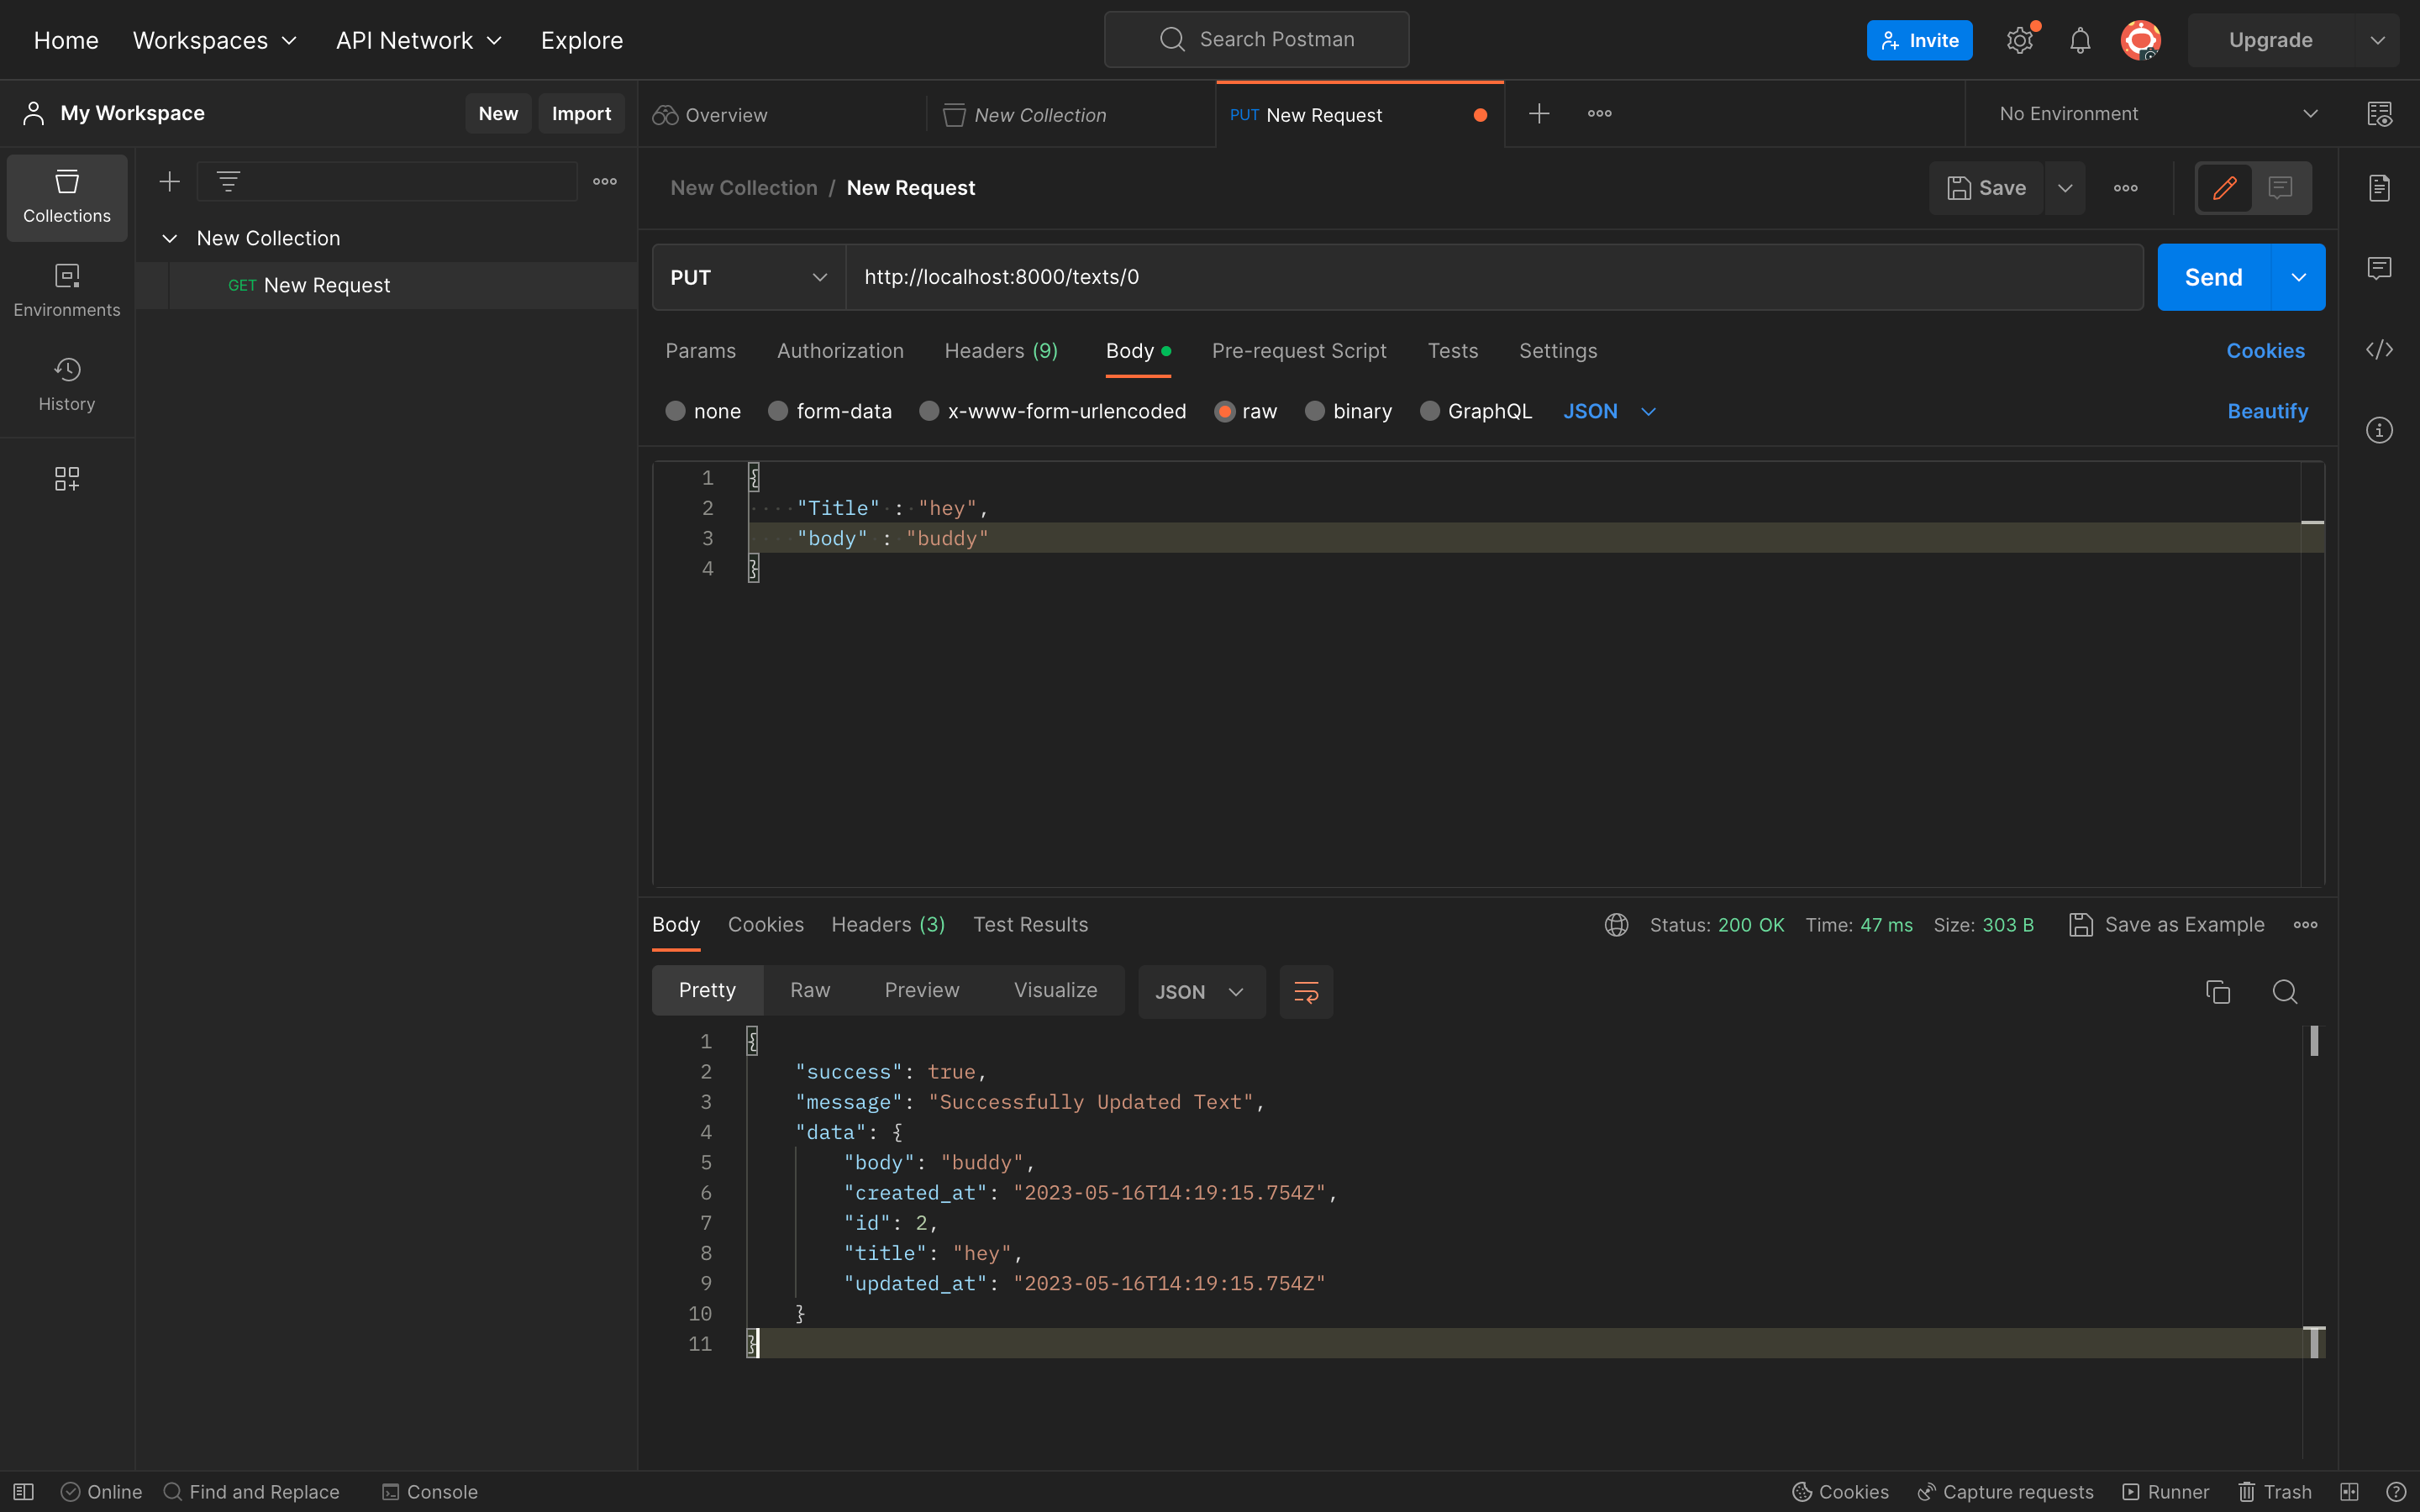 Home Workspaces API Network Explore Search Postman Invite Upgrade
My Workspace New Import Overview New Collection PUT New Request No Environment
Collections
Environments
History
New Collection
GET New Request
New Collection / New Request Save
PUT http://localhost:8000/texts/0 Send
Params Authorization Headers (9) Body Pre-request Script Tests Settings Cookies
none form-data x-www-form-urlencoded raw binary GraphQL JSON Beautify
1 {
2 "Title" : "hey",
3 "body" : "buddy"
4 }
Body Cookies Headers (3) Test Results Status: 200 OK Time: 47 ms Size: 303 B Save as Example
Pretty Raw Preview Visualize JSON
1 {
2 "success": true,
3 "message": "Successfully Updated Text",
4 "data": {
5 "body": "buddy",
6 "created_at": "2023-05-16T14:19:15.754Z",
7 "id": 2,
8 "title": "hey",
9 "updated_at": "2023-05-16T14:19:15.754Z"
10 }
11 }
Online Find and Replace Console Cookies Capture requests Runner Trash